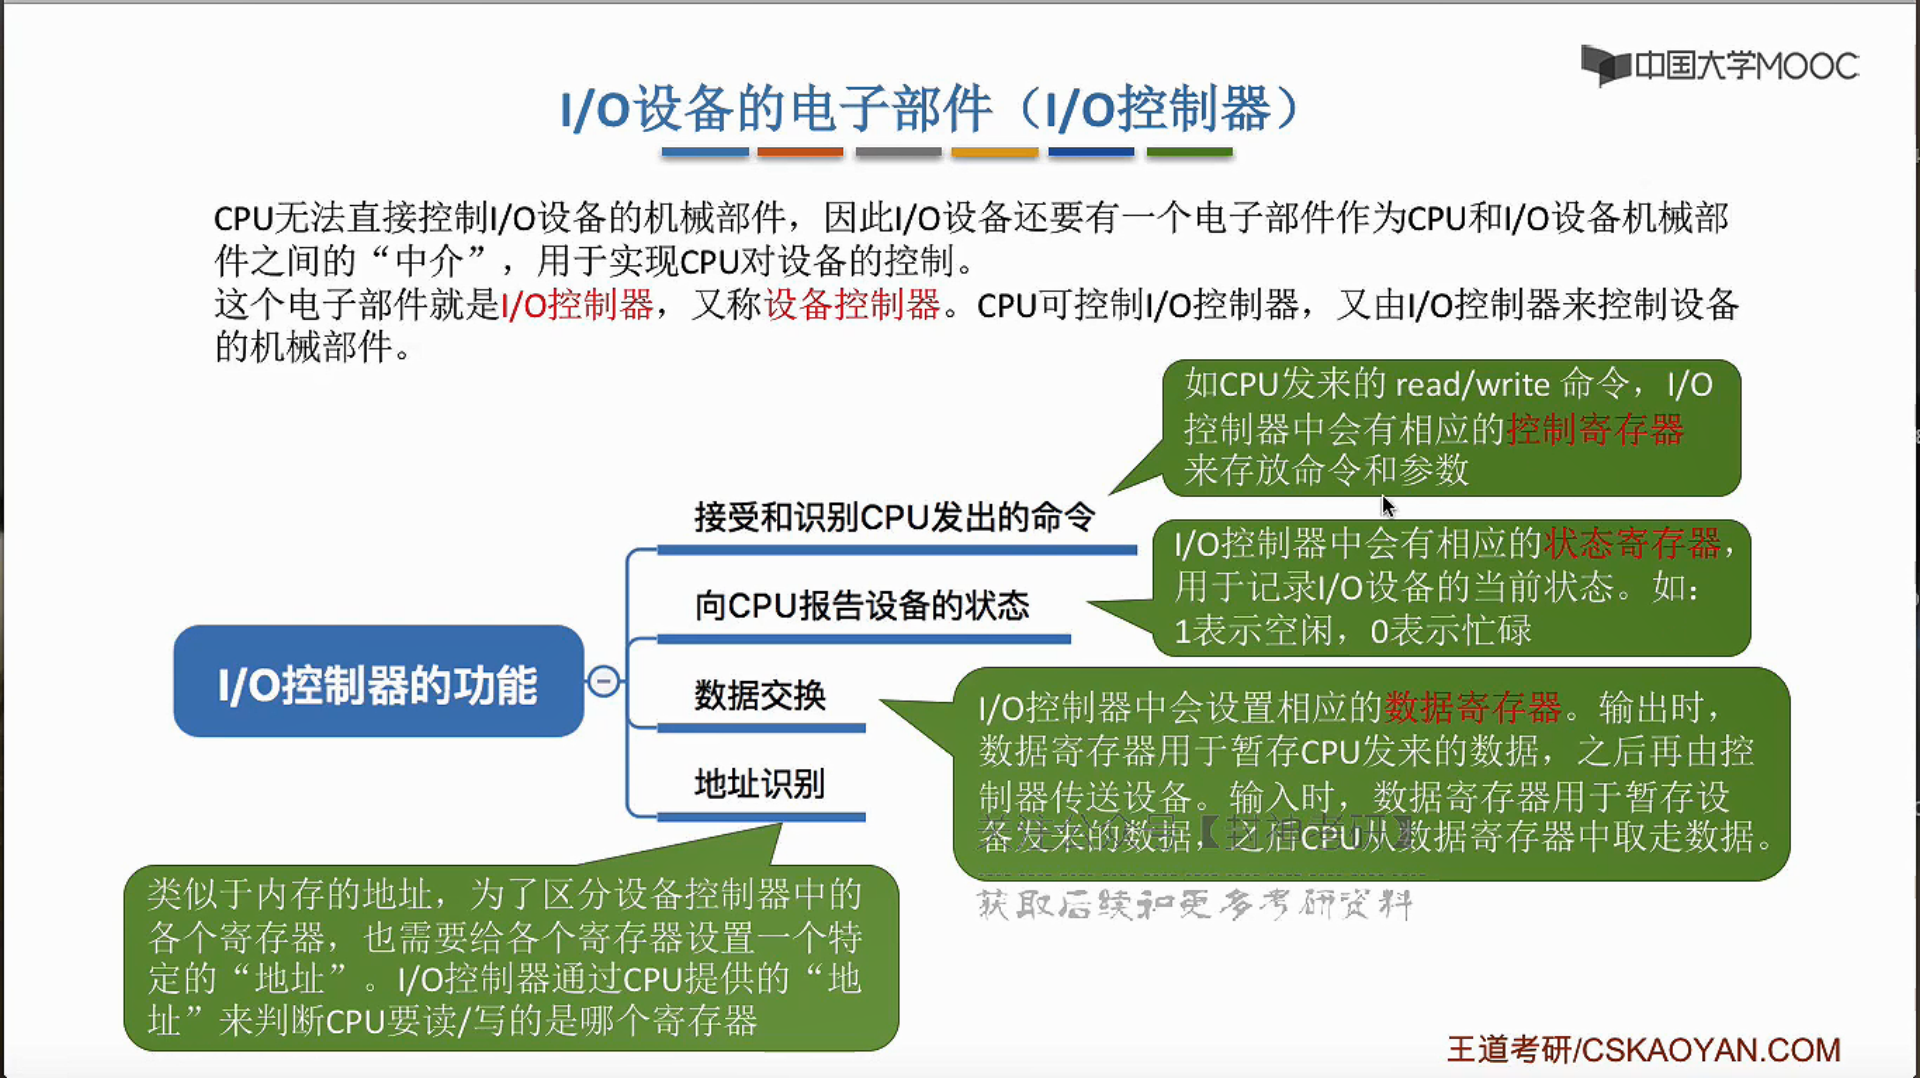 中国大学MOOC
I/O设备的电子部件（I/O控制器）
CPU无法直接控制I/O设备的机械部件，因此I/O设备还要有一个电子部件作为CPU和I/O设备机械部
件之间的“中介”，用于实现CPU对设备的控制。
这个电子部件就是I/O控制器，又称设备控制器。CPU可控制I/O控制器，又由I/O控制器来控制设备
的机械部件。
如CPU发来的 read/write 命令，I/O
控制器中会有相应的控制寄存器
来存放命令和参数
接受和识别CPU发出的命令
I/O控制器中会有相应的状态寄存器，
用于记录I/O设备的当前状态。如：
1表示空闲，0表示忙碌
向CPU报告设备的状态
I/O控制器的功能
数据交换
I/O控制器中会设置相应的数据寄存器。输出时，
数据寄存器用于暂存CPU发来的数据，之后再由控
制器传送设备。输入时，数据寄存器用于暂存设
备发来的数据，之后CPU从数据寄存器中取走数据。
地址识别
关注公众号【封神考研】
获取后续和更多考研资料
类似于内存的地址，为了区分设备控制器中的
各个寄存器，也需要给各个寄存器设置一个特
定的“地址”。I/O控制器通过CPU提供的“地
址”来判断CPU要读/写的是哪个寄存器
王道考研/CSKAOYAN.COM